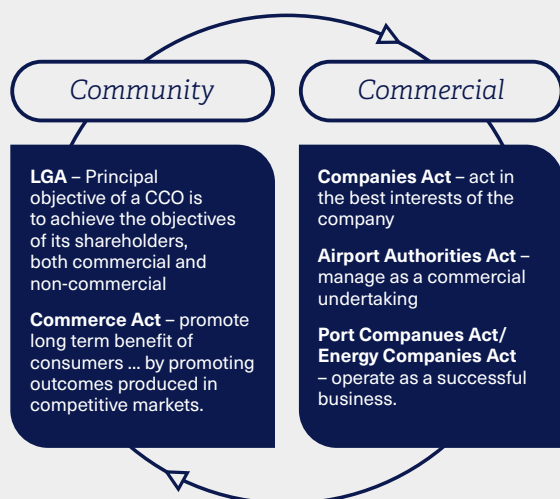 Community
LGA – Principal
objective of a CCO is
to achieve the objectives
of its shareholders,
both commercial and
non-commercial
Commerce Act – promote
long term benefit of
consumers ... by promoting
outcomes produced in
competitive markets.
Commercial
Companies Act – act in
the best interests of the
company
Airport Authorities Act –
manage as a commercial
undertaking
Port Companues Act/
Energy Companies Act
– operate as a successful
business.